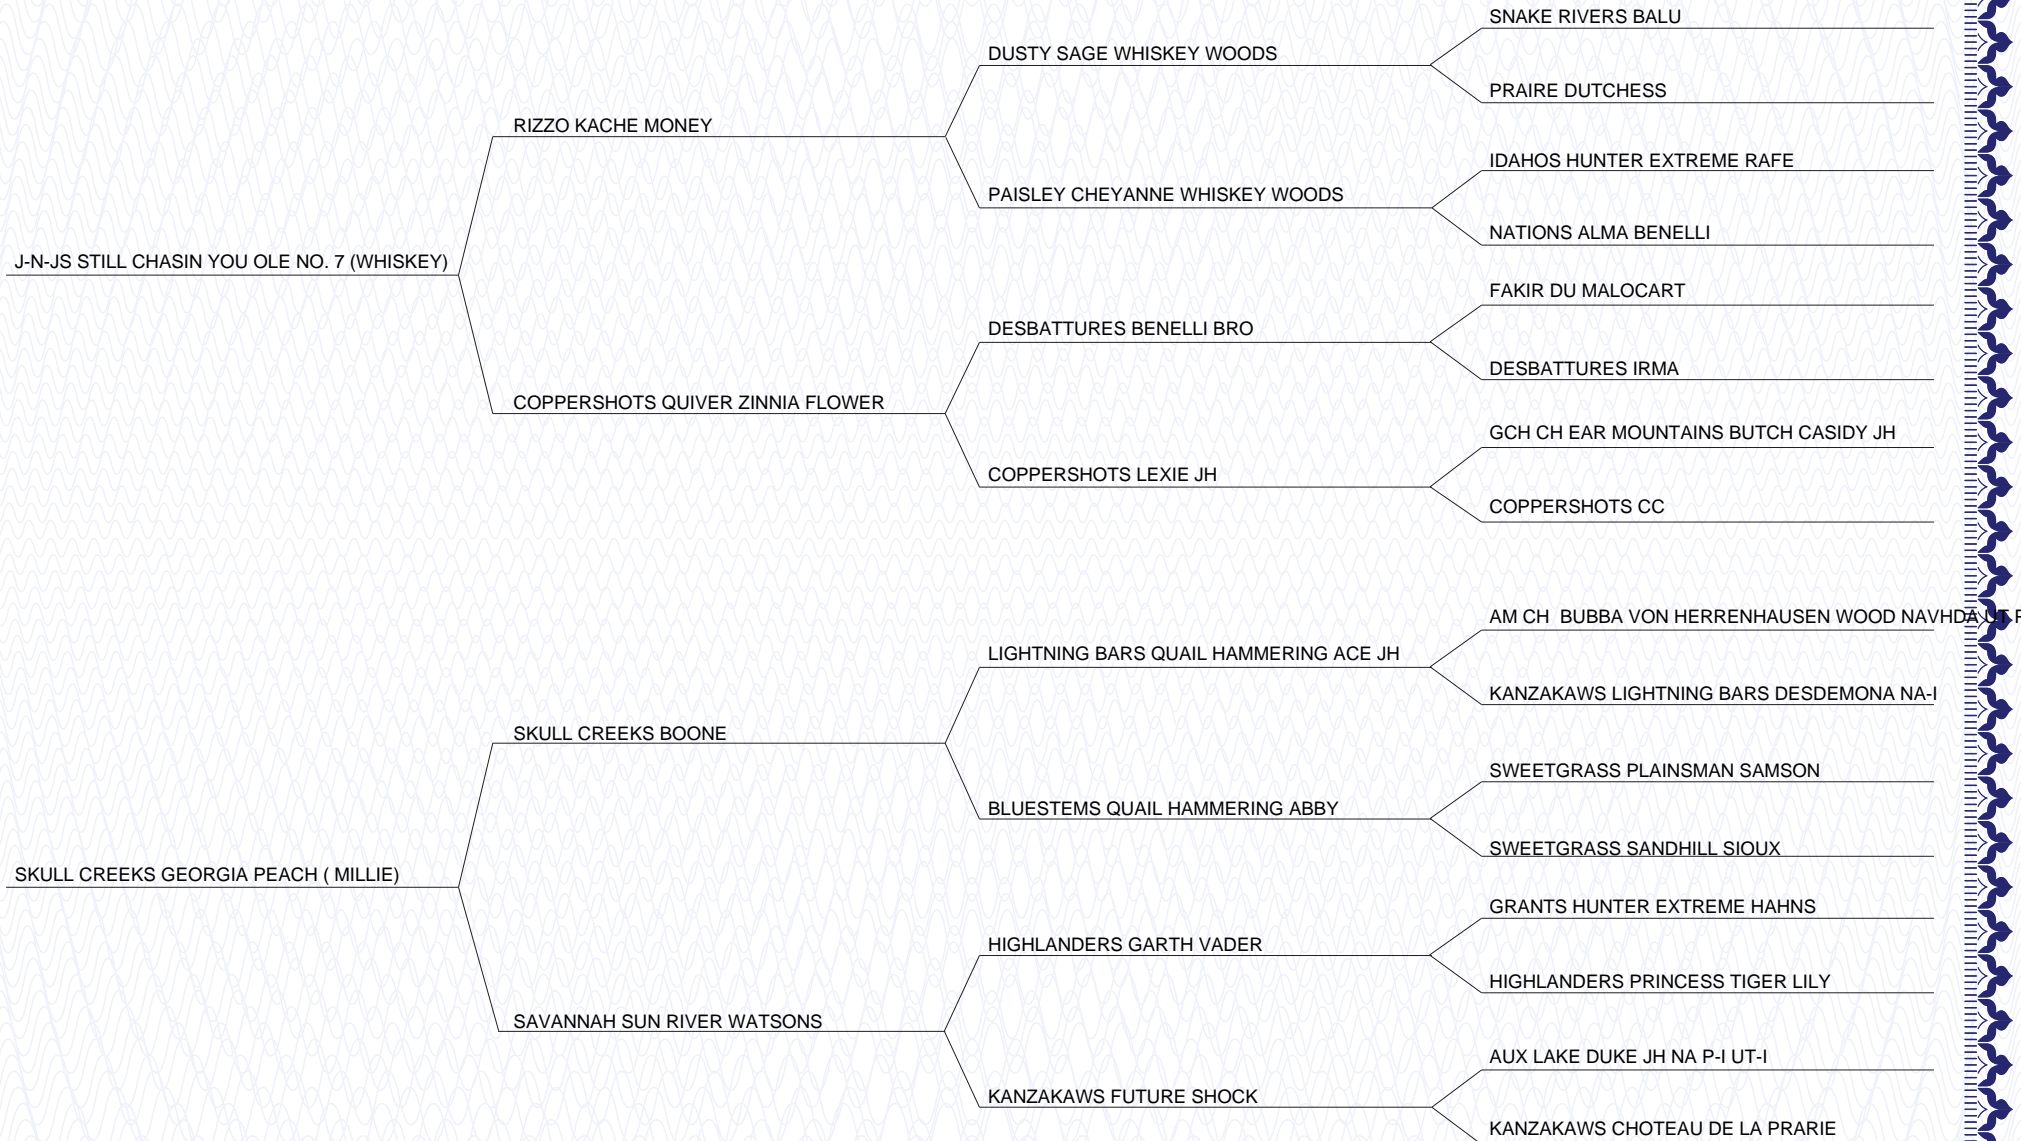 SNAKE RIVERS BALU
DUSTY SAGE WHISKEY WOODS
PRAIRE DUTCHESS
RIZZO KACHE MONEY
IDAHOS HUNTER EXTREME RAFE
PAISLEY CHEYANNE WHISKEY WOODS
NATIONS ALMA BENELLI
J-N-JS STILL CHASIN YOU OLE NO. 7 (WHISKEY)
FAKIR DU MALOCART
DESBATTURES BENELLI BRO
DESBATTURES IRMA
COPPERSHOTS QUIVER ZINNIA FLOWER
GCH CH EAR MOUNTAINS BUTCH CASIDY JH
COPPERSHOTS LEXIE JH
COPPERSHOTS CC
AM CH  BUBBA VON HERRENHAUSEN WOOD NAVHDA UT
LIGHTNING BARS QUAIL HAMMERING ACE JH
KANZAKAWS LIGHTNING BARS DESDEMONA NA-I
SKULL CREEKS BOONE
SWEETGRASS PLAINSMAN SAMSON
BLUESTEMS QUAIL HAMMERING ABBY
SWEETGRASS SANDHILL SIOUX
SKULL CREEKS GEORGIA PEACH ( MILLIE)
GRANTS HUNTER EXTREME HAHNS
HIGHLANDERS GARTH VADER
HIGHLANDERS PRINCESS TIGER LILY
SAVANNAH SUN RIVER WATSONS
AUX LAKE DUKE JH NA P-I UT-I
KANZAKAWS FUTURE SHOCK
KANZAKAWS CHOTEAU DE LA PRARIE